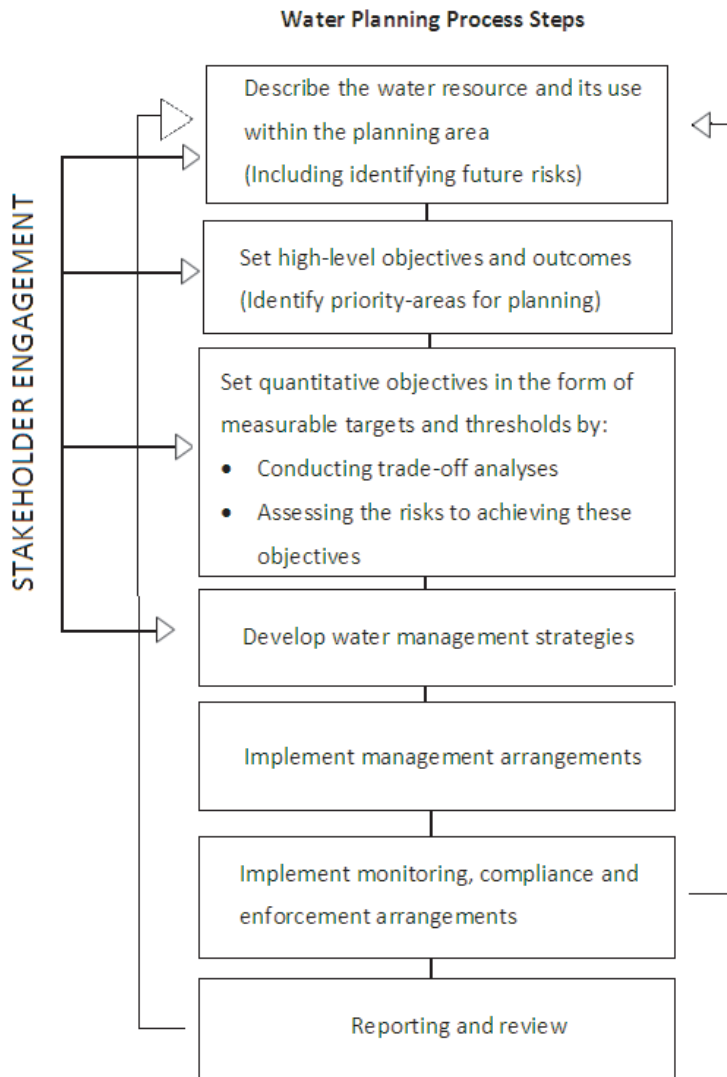 Water Planning Process Steps
STAKEHOLDER ENGAGEMENT
Describe the water resource and its use
within the planning area
(Including identifying future risks)
Set high-level objectives and outcomes
(Identify priority-areas for planning)
Set quantitative objectives in the form of
measurable targets and thresholds by:
• Conducting trade-off analyses
• Assessing the risks to achieving these
objectives
Develop water management strategies
Implement management arrangements
Implement monitoring, compliance and
enforcement arrangements
Reporting and review